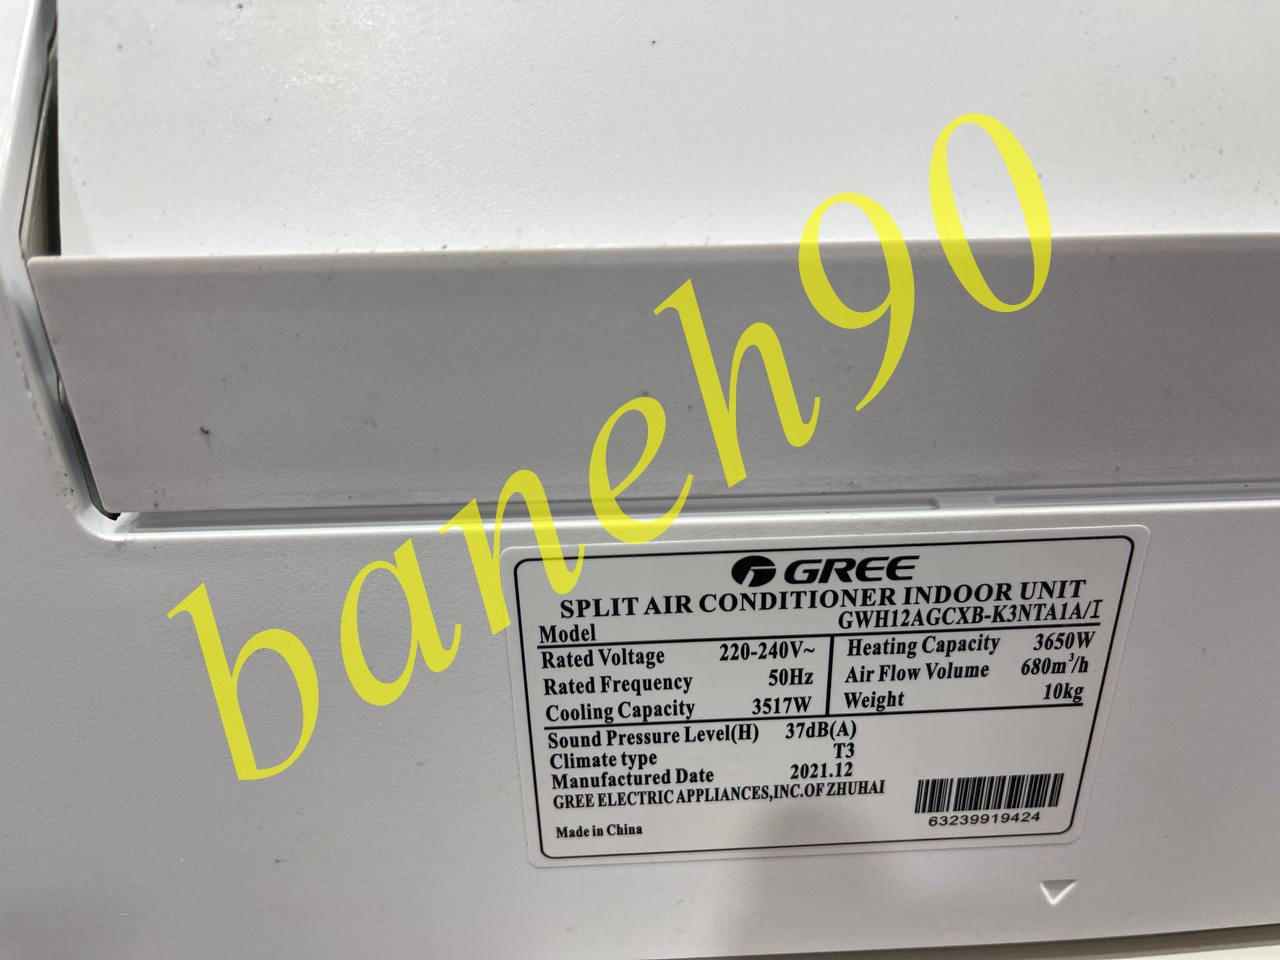 baneh90
GREE
SPLIT AIR CONDITIONER INDOOR UNIT
Model GWH12AGCXB-K3NTA1A/I
Rated Voltage 220-240V~
Rated Frequency 50Hz
Cooling Capacity 3517W
Heating Capacity 3650W
Air Flow Volume 680m³/h
Weight 10kg
Sound Pressure Level(H) 37dB(A)
Climate type T3
Manufactured Date 2021.12
GREE ELECTRIC APPLIANCES,INC.OF ZHUHAI
Made in China
63239919424